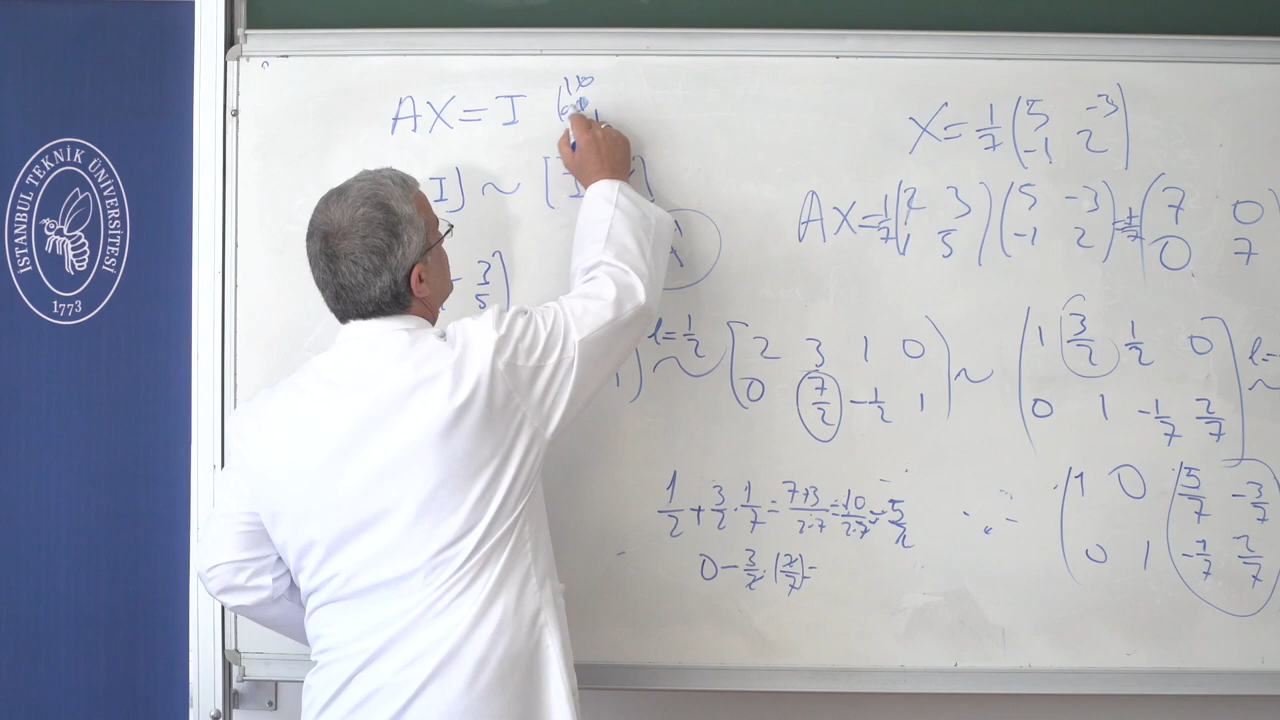 İSTANBUL TEKNİK ÜNİVERSİTESİ
1773
AX = I
I] ~ [I
3/5
X = 1/7 (5 -3
-1 2)
AX = 1/7 (2 3 ) (5 -3 ) = 1/7 (7 0
1 5 -1 2 0 7
1) l=1/2 ~ [2 3 1 0 ) ~ (1 3/2 1/2 0 ) l=
0 7/2 -1/2 1 0 1 -1/7 2/7 ~
1/2 + 3/2 · 1/7 = 7+3/2·7 = 10/2·7 = 5/7
0 - 3/2 · (2/7) =
(1 0 (5/7 -3/7
0 1 -1/7 2/7